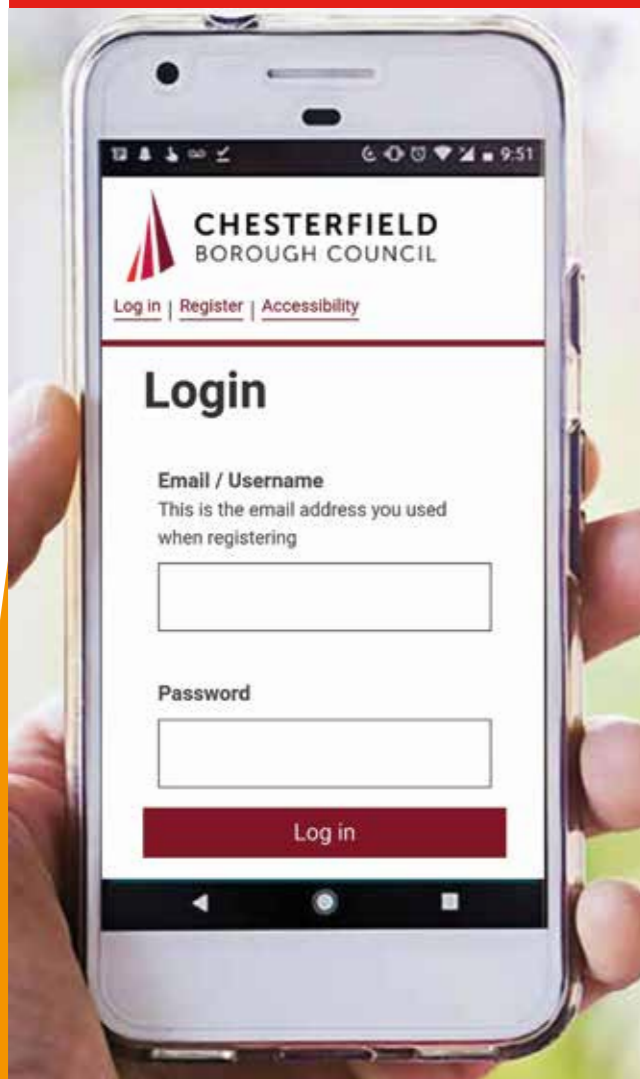 9:51
CHESTERFIELD
BOROUGH COUNCIL
Log in | Register | Accessibility
Login
Email / Username
This is the email address you used
when registering
Password
Log in